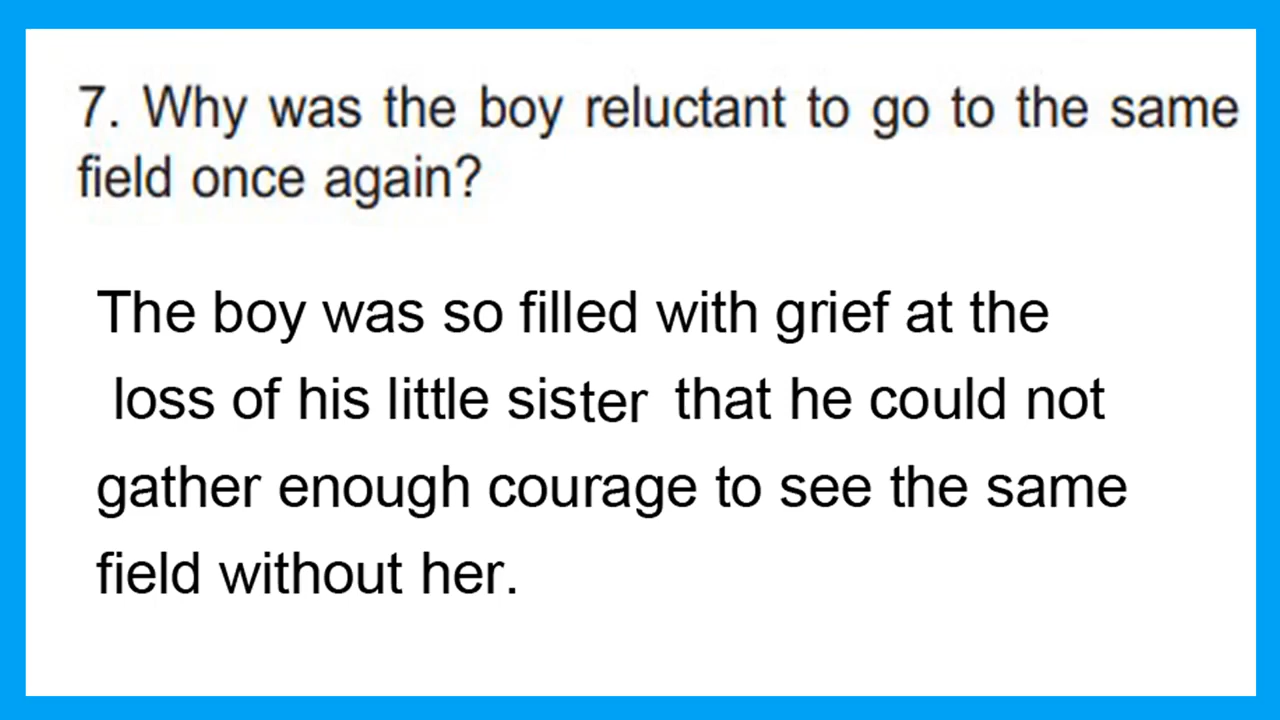 7. Why was the boy reluctant to go to the same
field once again?
The boy was so filled with grief at the
loss of his little sister that he could not
gather enough courage to see the same
field without her.